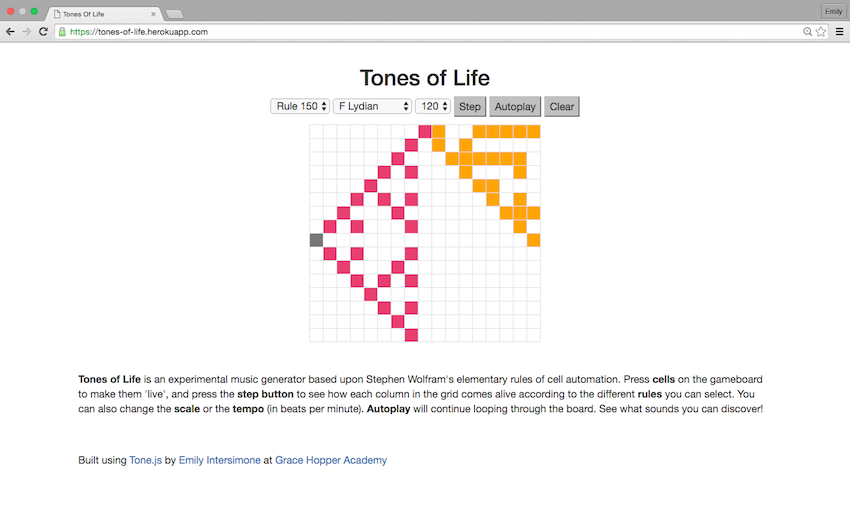 Tones Of Life
Emily
https://tones-of-life.herokuapp.com
Tones of Life
Rule 150 F Lydian 120 Step Autoplay Clear
Tones of Life is an experimental music generator based upon Stephen Wolfram's elementary rules of cell automation. Press cells on the gameboard
to make them 'live', and press the step button to see how each column in the grid comes alive according to the different rules you can select. You
can also change the scale or the tempo (in beats per minute). Autoplay will continue looping through the board. See what sounds you can discover!
Built using Tone.js by Emily Intersimone at Grace Hopper Academy